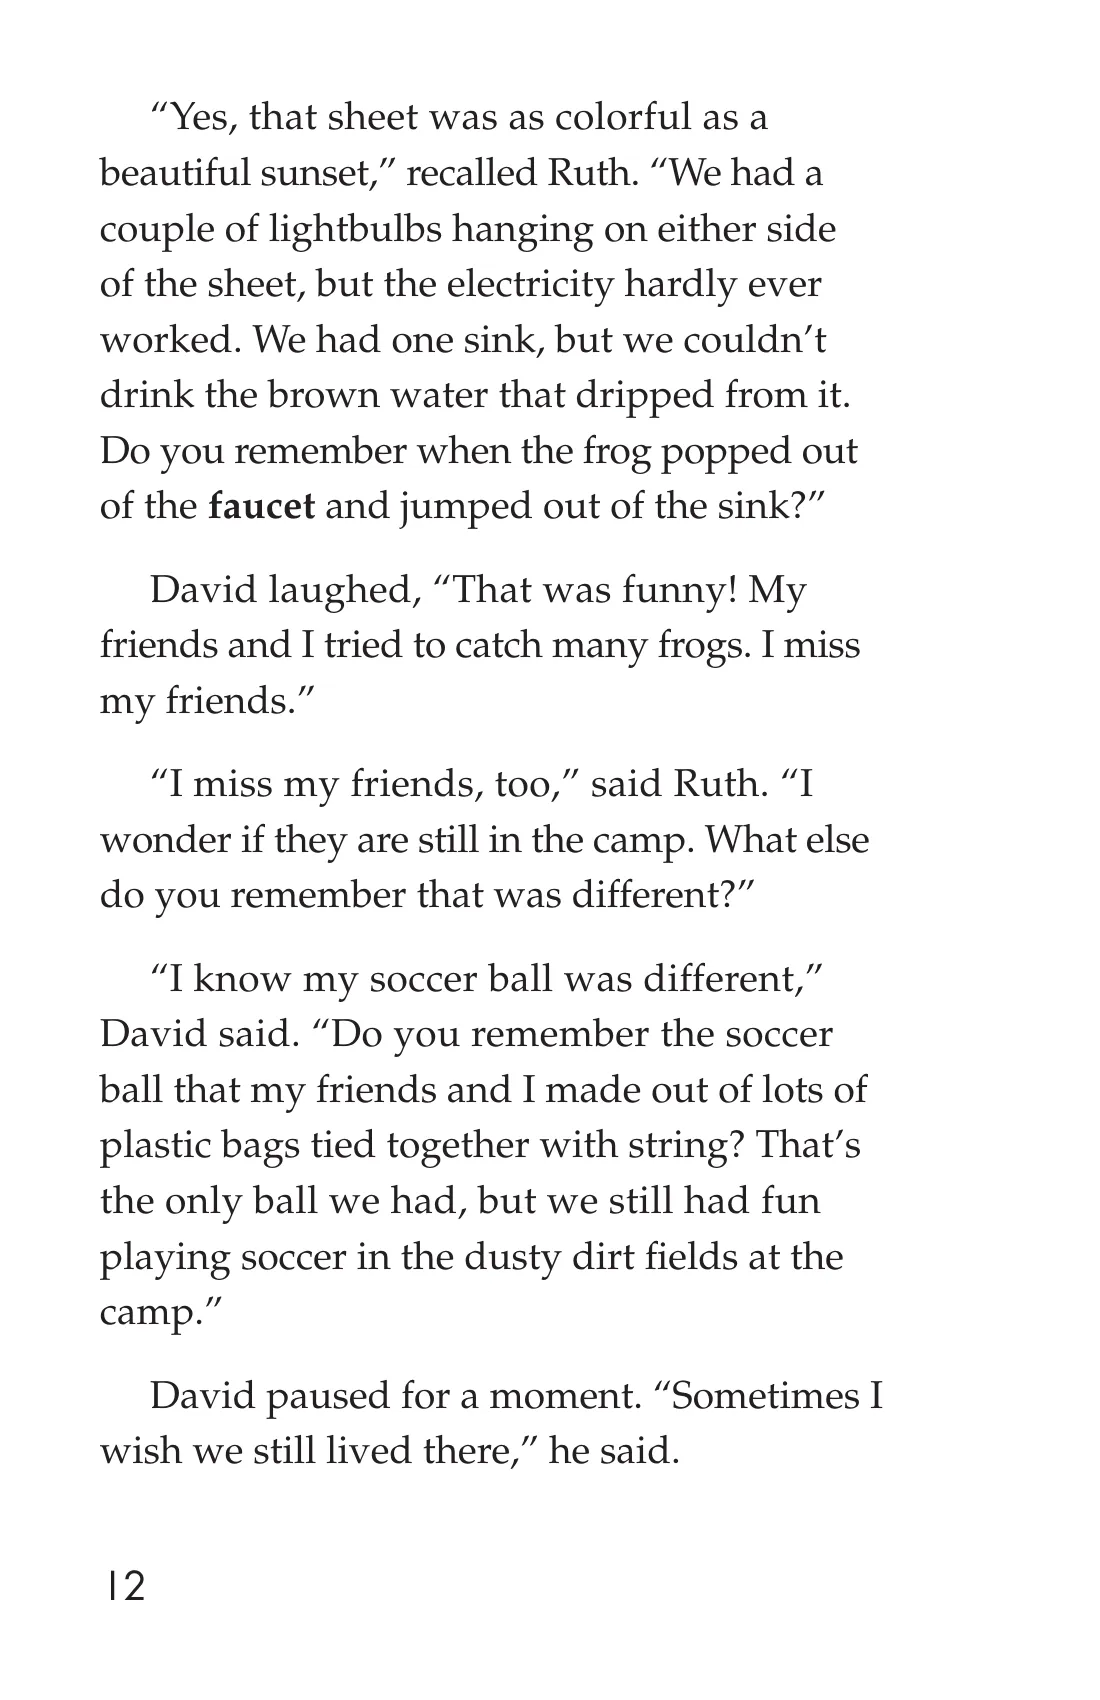 “Yes, that sheet was as colorful as a
beautiful sunset,” recalled Ruth. “We had a
couple of lightbulbs hanging on either side
of the sheet, but the electricity hardly ever
worked. We had one sink, but we couldn’t
drink the brown water that dripped from it.
Do you remember when the frog popped out
of the faucet and jumped out of the sink?”
David laughed, “That was funny! My
friends and I tried to catch many frogs. I miss
my friends.”
“I miss my friends, too,” said Ruth. “I
wonder if they are still in the camp. What else
do you remember that was different?”
“I know my soccer ball was different,”
David said. “Do you remember the soccer
ball that my friends and I made out of lots of
plastic bags tied together with string? That’s
the only ball we had, but we still had fun
playing soccer in the dusty dirt fields at the
camp.”
David paused for a moment. “Sometimes I
wish we still lived there,” he said.
12